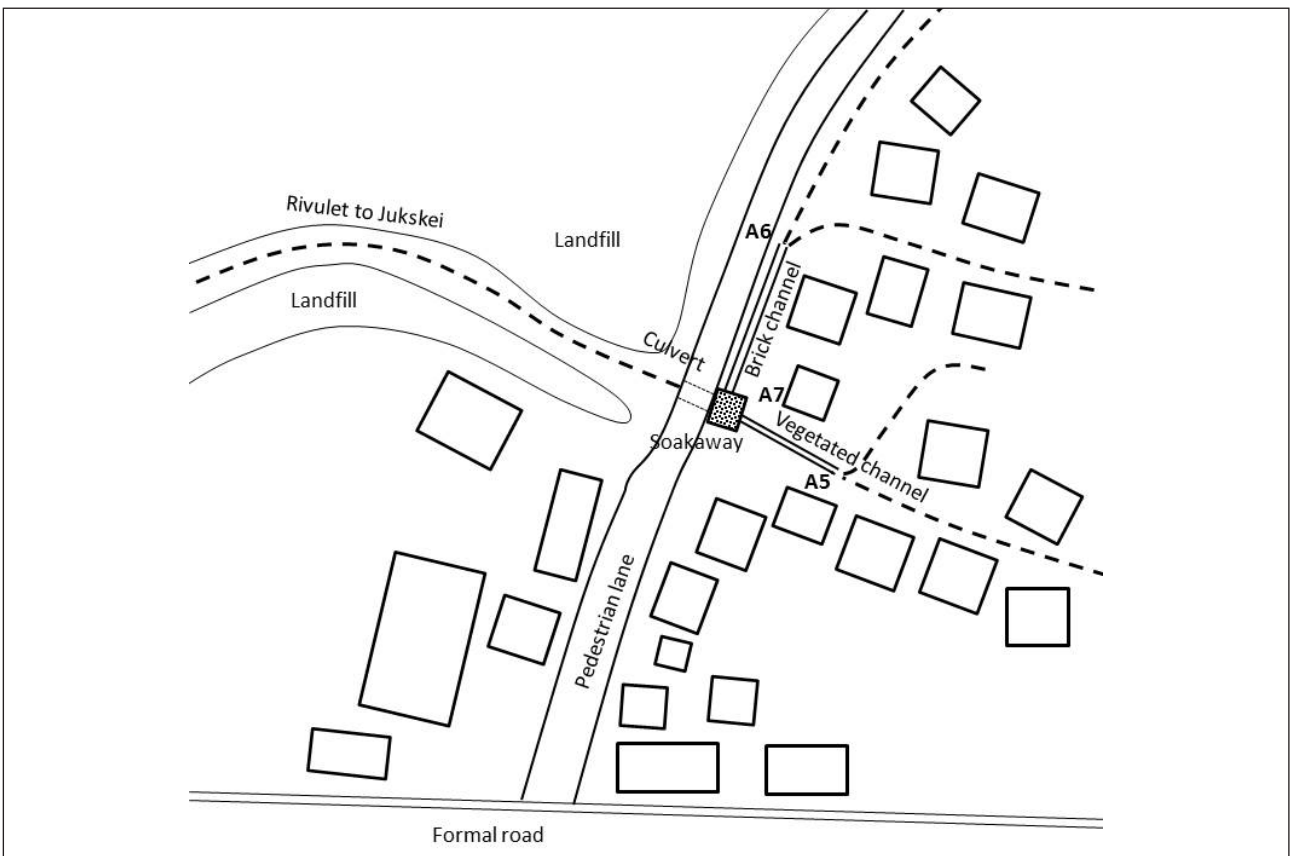 Rivulet to Jukskei
Landfill
A6
Landfill
Brick channel
Culvert
A7
Vegetated channel
Soakaway
A5
Pedestrian lane
Formal road